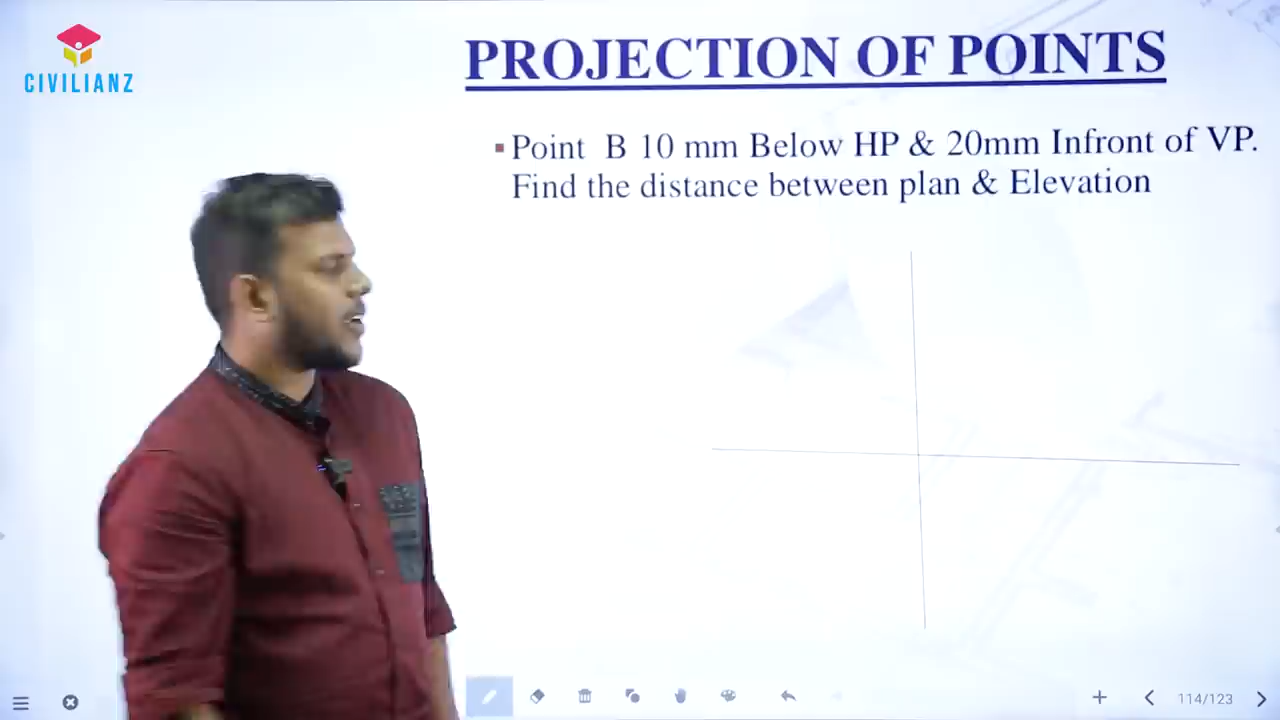 CIVILIANZ
PROJECTION OF POINTS
▪Point B 10 mm Below HP & 20mm Infront of VP.
Find the distance between plan & Elevation
114/123